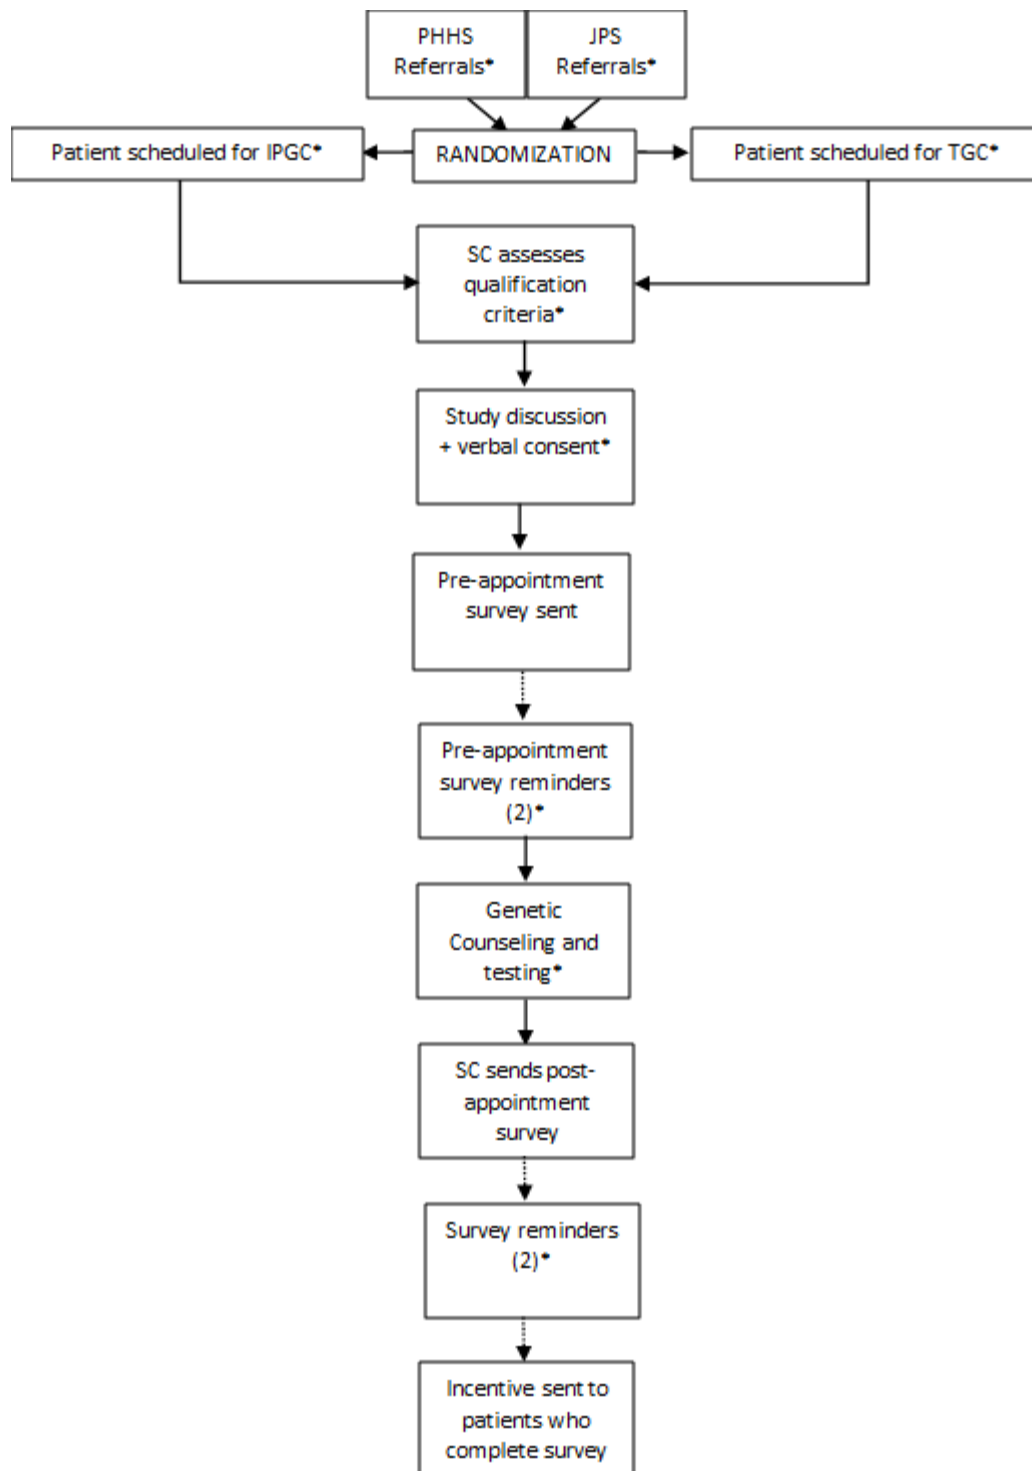 PHHS
Referrals*
JPS
Referrals*
Patient scheduled for IPGC*
RANDOMIZATION
Patient scheduled for TGC*
SC assesses
qualification
criteria*
Study discussion
+ verbal consent*
Pre-appointment
survey sent
Pre-appointment
survey reminders
(2)*
Genetic
Counseling and
testing*
SC sends post-
appointment
survey
Survey reminders
(2)*
Incentive sent to
patients who
complete survey